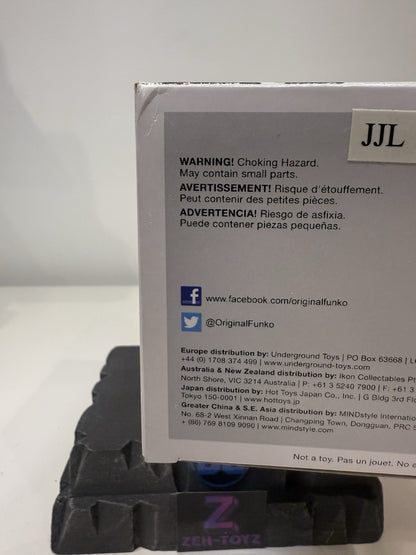 JJL
WARNING! Choking Hazard.
May contain small parts.
AVERTISSEMENT! Risque d'étouffement.
Peut contenir des petites pièces.
ADVERTENCIA! Riesgo de asfixia.
Puede contener piezas pequeñas.
f www.facebook.com/originalfunko
@OriginalFunko
Europe distribution by: Underground Toys | PO Box 63668 |
+44 (0) 1708 374 499 | www.underground-toys.com
Australia & New Zealand distribution by: Ikon Collectables
North Shore, VIC 3214 Australia | P: +61 3 5240 7900 | F: +61 3
Japan distribution by: Hot Toys Japan Co., Inc. | G Bldg 3rd
Tokyo 150-0001 | www.hottoys.jp
Greater China & S.E. Asia distribution by: MINDstyle
No. 68-2 West Xinnan Road | Changping Town, Dongguan, PRC
+ (86) 769 8109 9090 | www.mindstyle.com
Not a toy. Pas un jouet. No
Z
ZEH-TOYZ